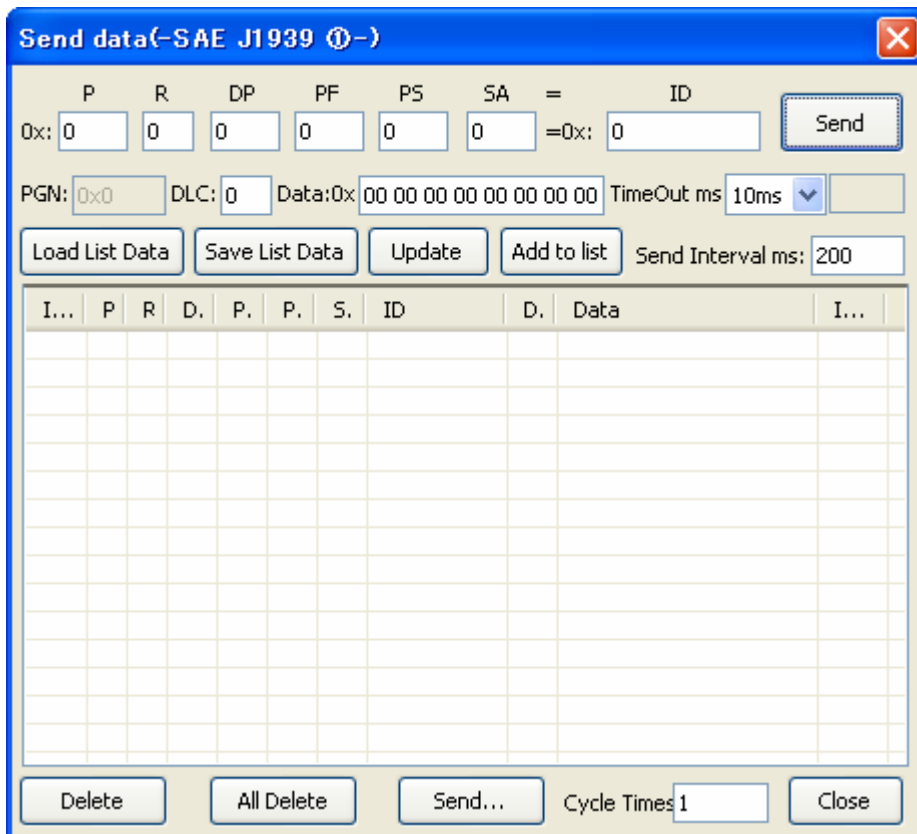 Send data(-SAE J1939 ①-)
P R DP PF PS SA = ID
0x: 0 0 0 0 0 0 =0x: 0 Send
PGN: 0x0 DLC: 0 Data:0x 00 00 00 00 00 00 00 00 TimeOut ms 10ms
Load List Data Save List Data Update Add to list Send Interval ms: 200
I... P R D. P. P. S. ID D. Data I...
Delete All Delete Send... Cycle Times 1 Close